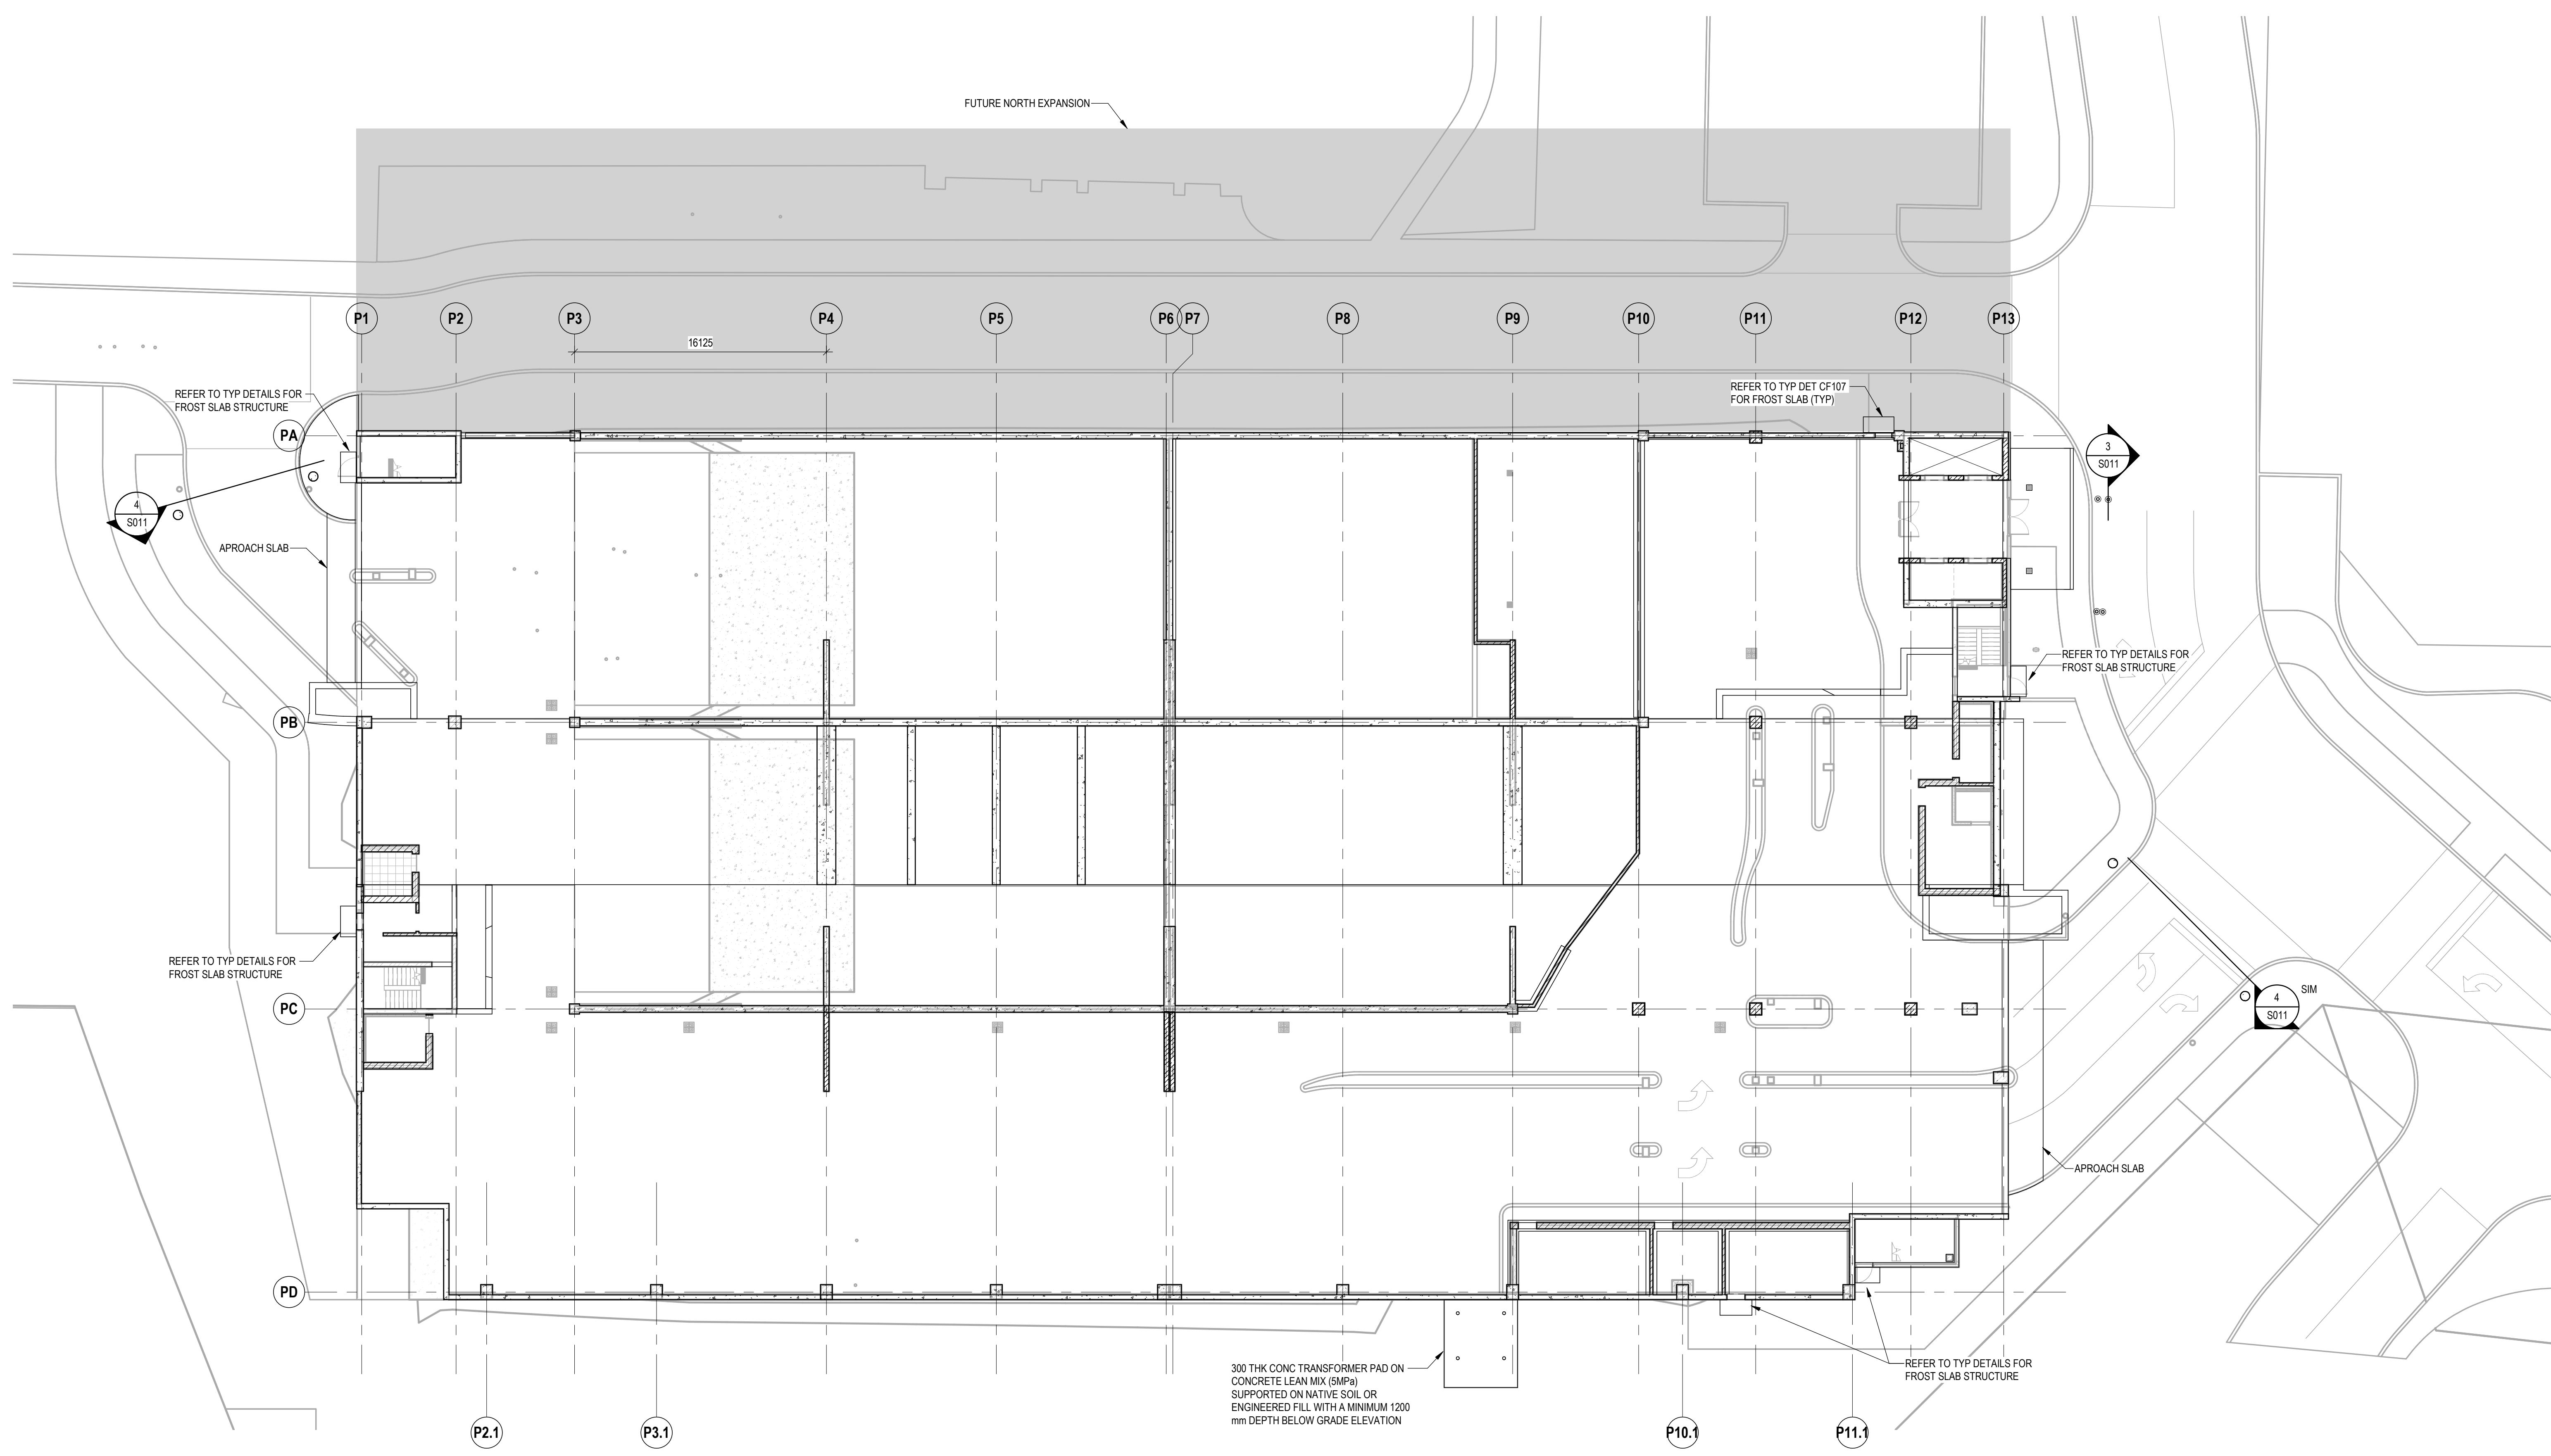 FUTURE NORTH EXPANSION
P1
P2
P3
P4
P5
P6
P7
P8
P9
P10
P11
P12
P13
16125
REFER TO TYP DETAILS FOR
FROST SLAB STRUCTURE
REFER TO TYP DET CF107
FOR FROST SLAB (TYP)
PA
3
S011
4
S011
APROACH SLAB
REFER TO TYP DETAILS FOR
FROST SLAB STRUCTURE
PB
REFER TO TYP DETAILS FOR
FROST SLAB STRUCTURE
PC
4
S011
SIM
APROACH SLAB
PD
300 THK CONC TRANSFORMER PAD ON
CONCRETE LEAN MIX (5MPa)
SUPPORTED ON NATIVE SOIL OR
ENGINEERED FILL WITH A MINIMUM 1200
mm DEPTH BELOW GRADE ELEVATION
REFER TO TYP DETAILS FOR
FROST SLAB STRUCTURE
P2.1
P3.1
P10.1
P11.1